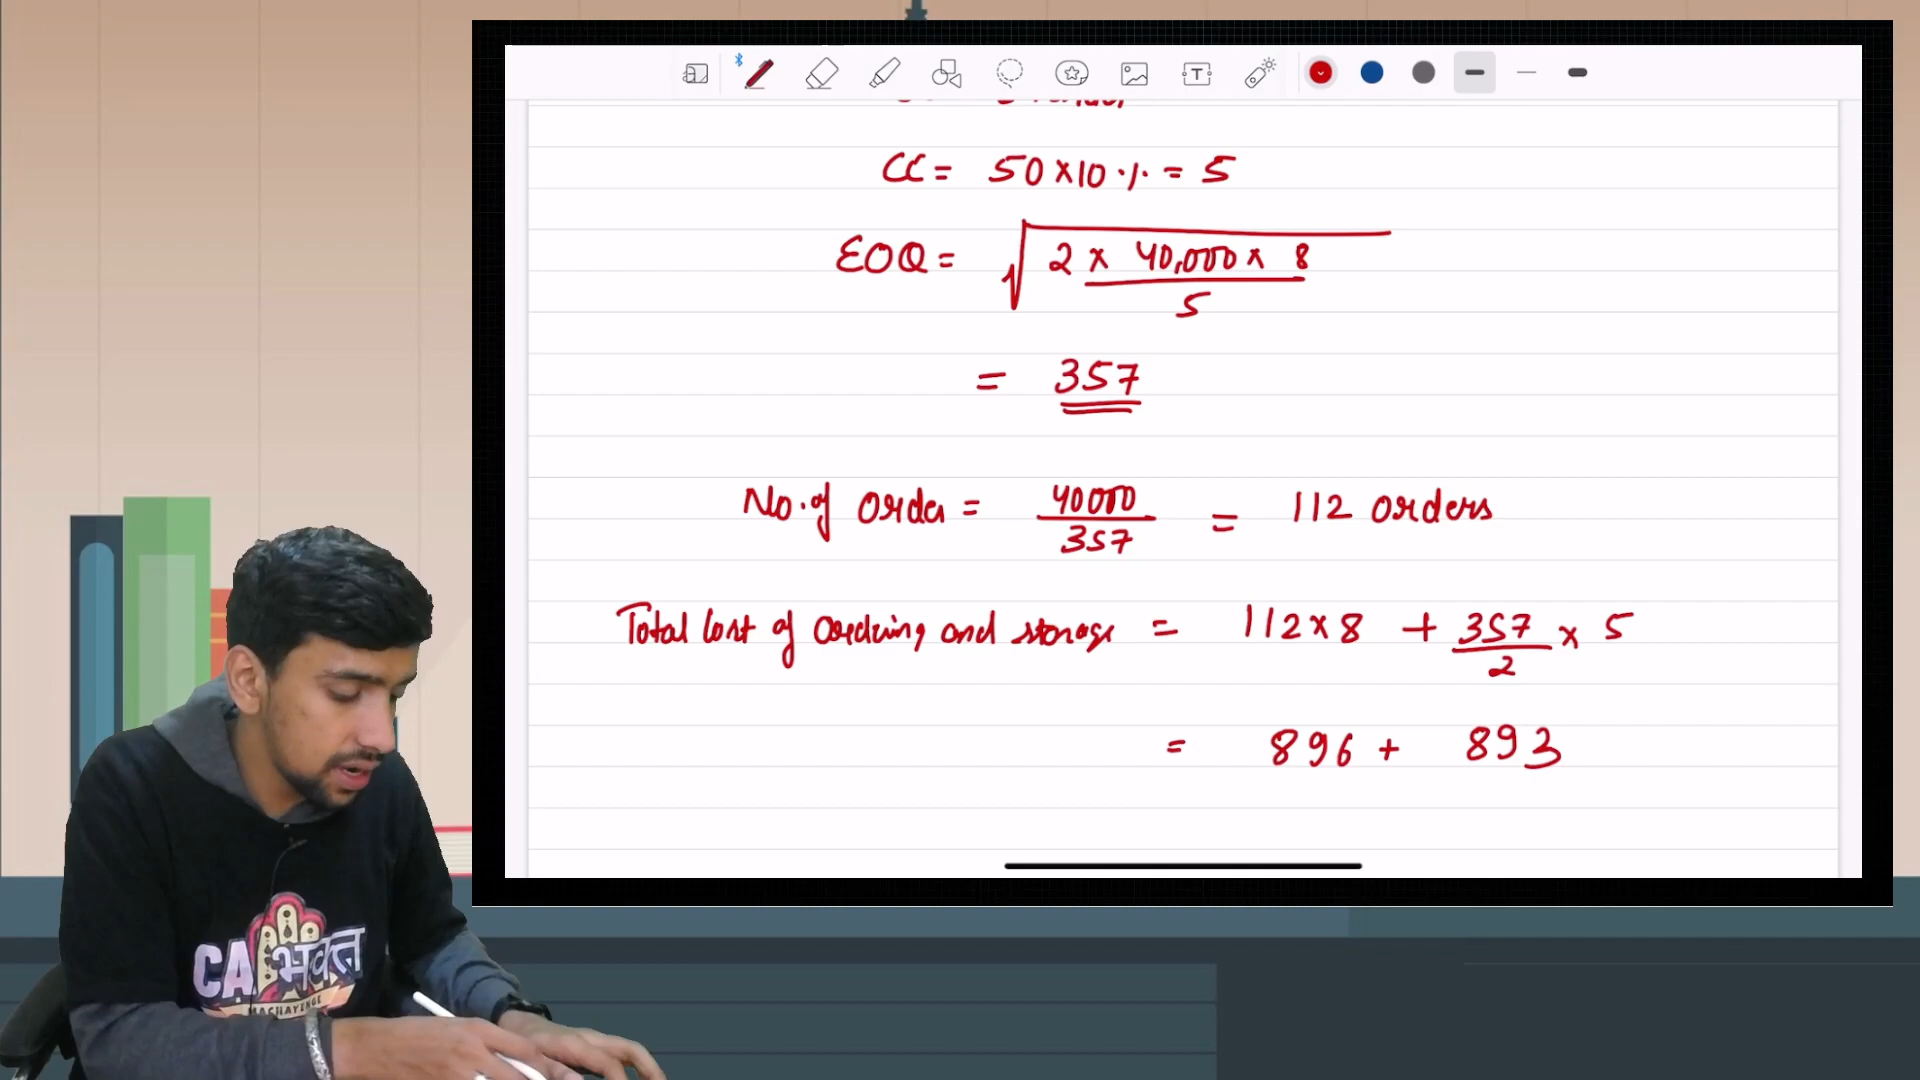 CC = 50 × 10 % = 5
EOQ = √ 2 × 40,000 × 8
5
= 357
No. of order = 40000 = 112 orders
357
Total Cost of Ordering and storage = 112 × 8 + 357 × 5
2
= 896 + 893
T
CA भक्त